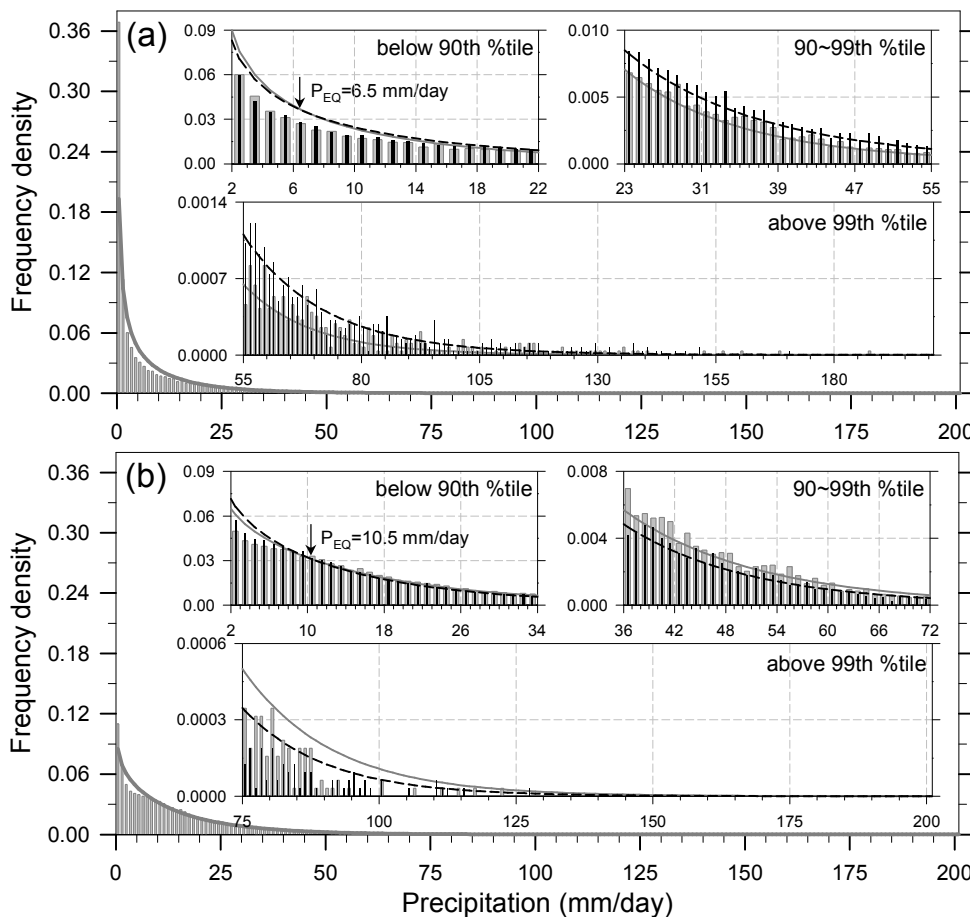 (a)
0.36
0.30
0.24
0.18
0.12
0.06
0.00
Frequency density
0.09
0.06
0.03
0.00
below 90th %tile
PEQ=6.5 mm/day
2 6 10 14 18 22
0.010
0.005
0.000
90~99th %tile
23 31 39 47 55
0.0014
0.0007
0.0000
above 99th %tile
55 80 105 130 155 180
0 25 50 75 100 125 150 175 200
(b)
0.36
0.30
0.24
0.18
0.12
0.06
0.00
Frequency density
0.09
0.06
0.03
0.00
below 90th %tile
PEQ=10.5 mm/day
2 10 18 26 34
0.008
0.004
0.000
90~99th %tile
36 42 48 54 60 66 72
0.0006
0.0003
0.0000
above 99th %tile
75 100 125 150 175 200
0 25 50 75 100 125 150 175 200
Precipitation (mm/day)